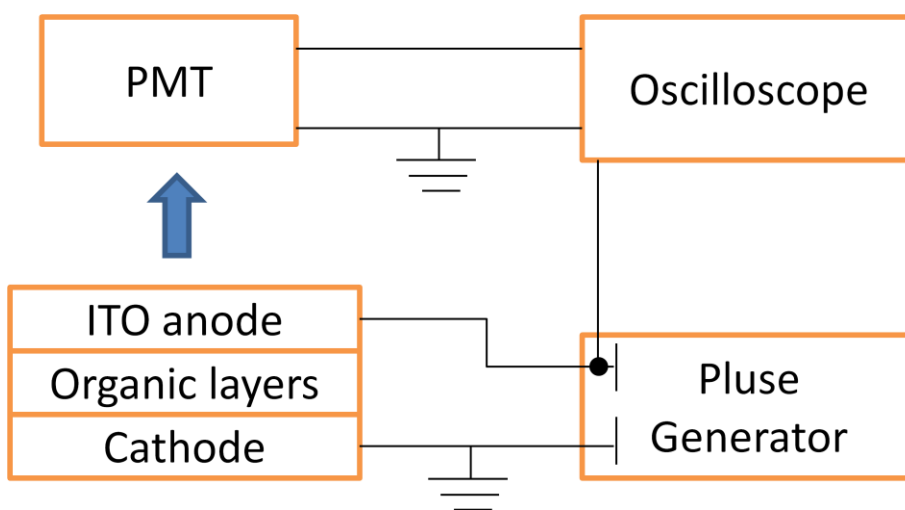 PMT
Oscilloscope
ITO anode
Organic layers
Cathode
Pluse
Generator